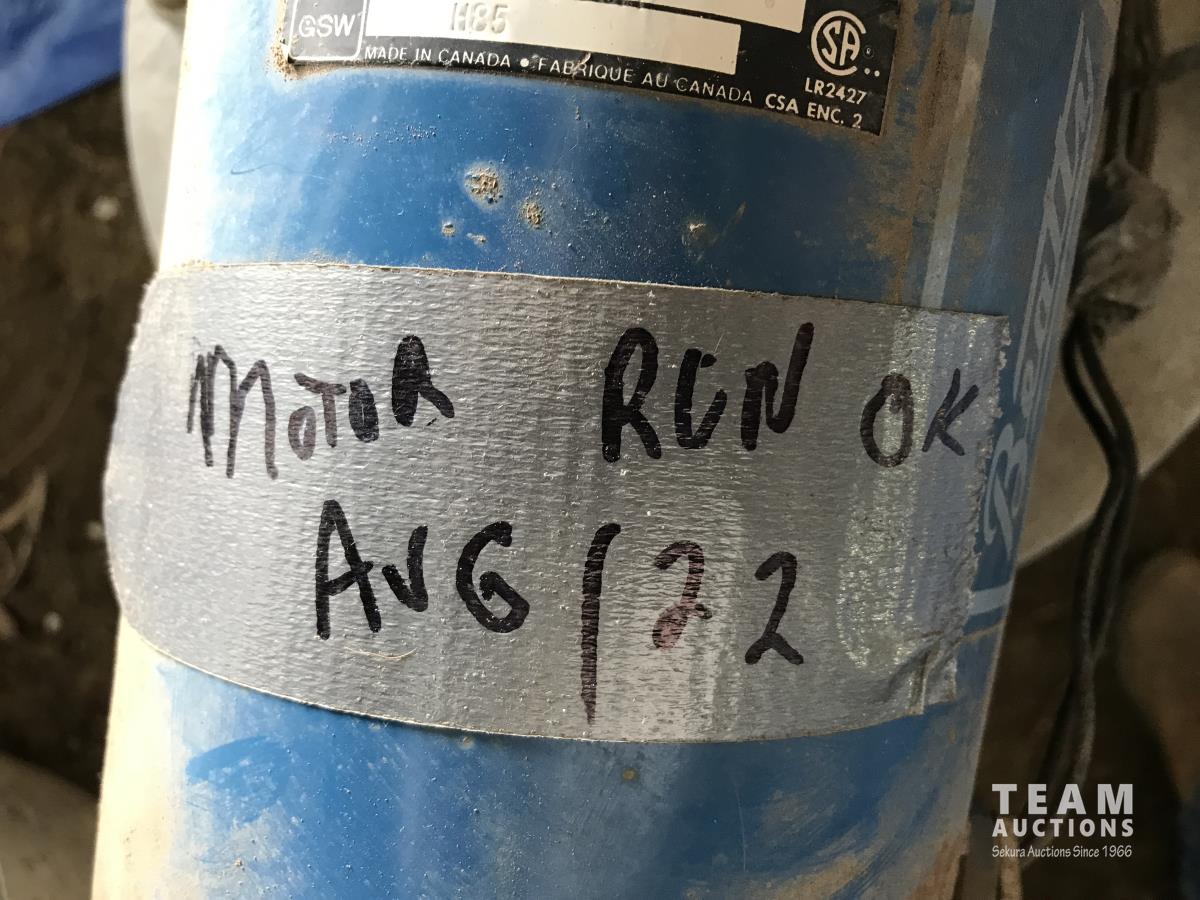 GSW
H85
MADE IN CANADA • FABRIQUE AU CANADA
LR2427
CSA ENC. 2
MOTOR RUN OK
AUG / 22
TEAM
AUCTIONS
Sekura Auctions Since 1966